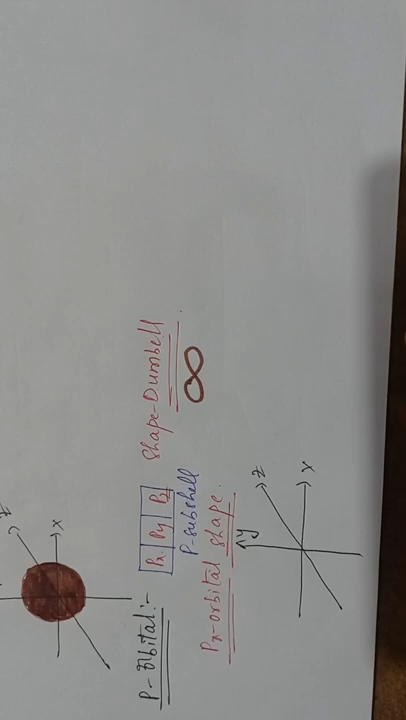 z
x
P-orbital:-
Px Py Pz
Shape-Dumbell
P-subshell
∞
Px-orbital shape.
y
z
x